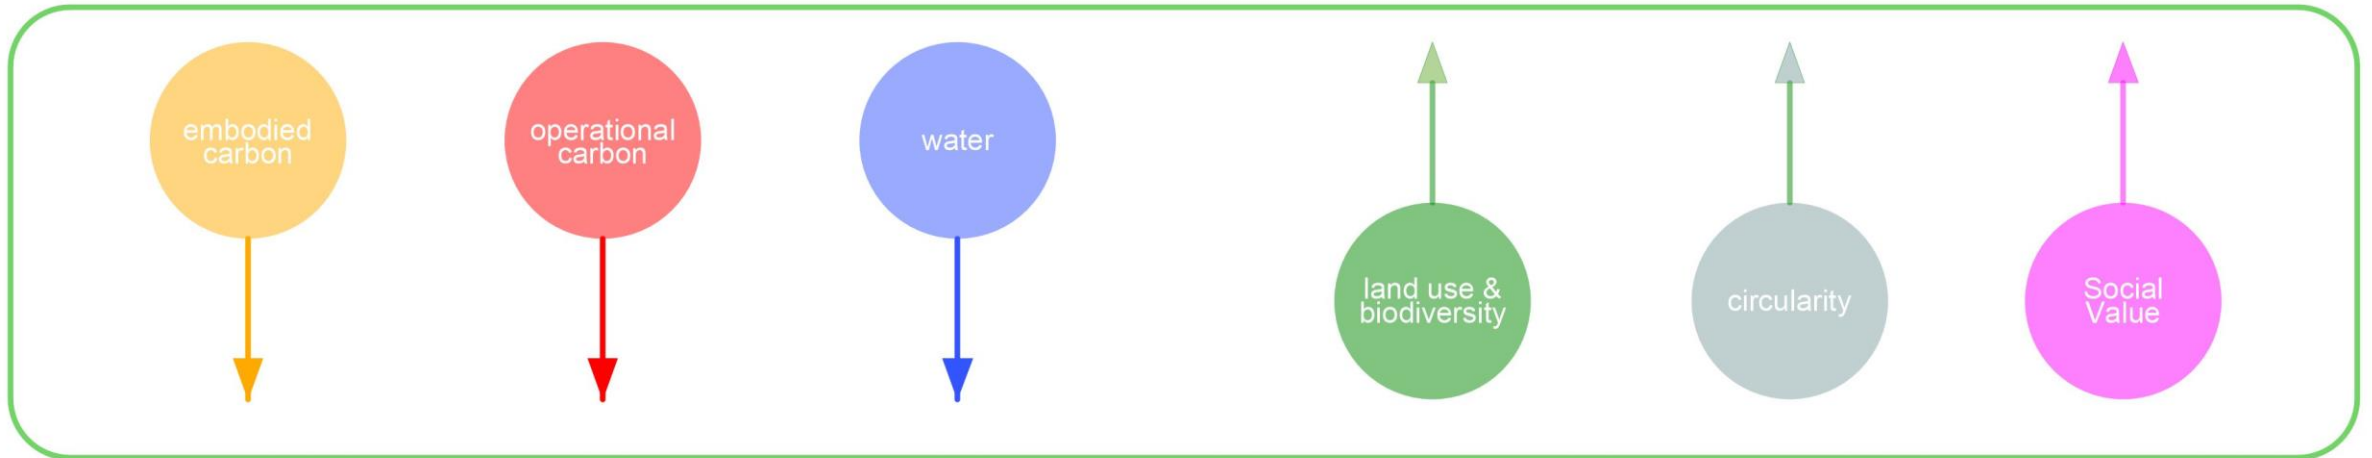 embodied
carbon
operational
carbon
water
land use &
biodiversity
circularity
Social
Value